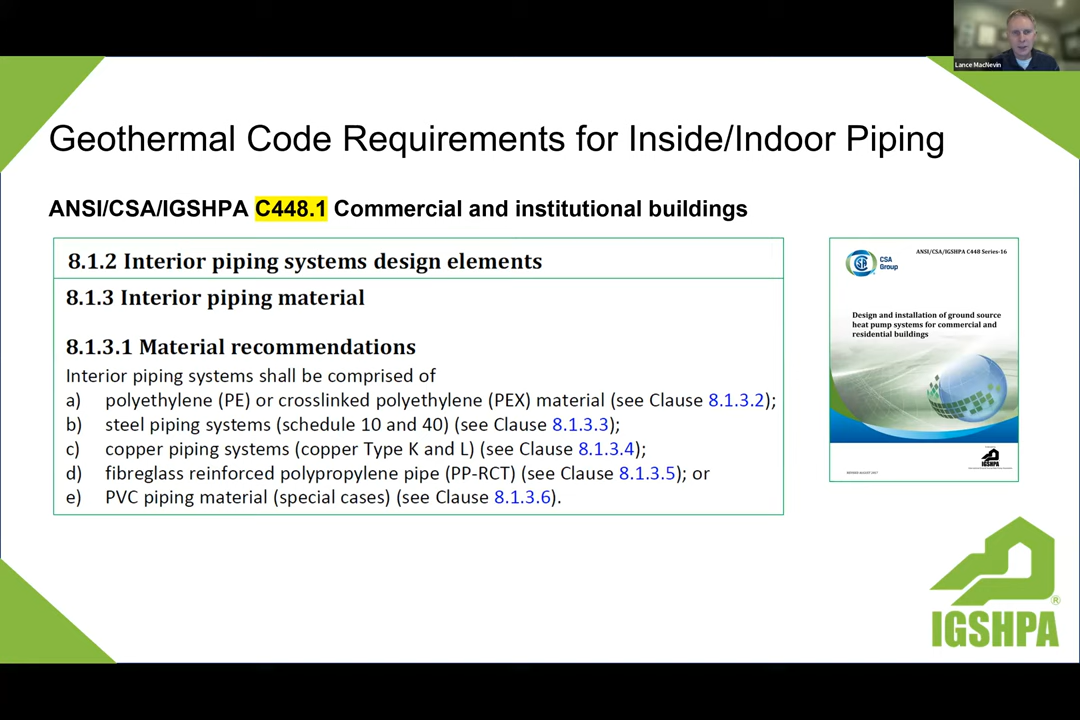 Lance MacNevin
Geothermal Code Requirements for Inside/Indoor Piping
ANSI/CSA/IGSHPA C448.1 Commercial and institutional buildings
8.1.2 Interior piping systems design elements
8.1.3 Interior piping material
8.1.3.1 Material recommendations
Interior piping systems shall be comprised of
a) polyethylene (PE) or crosslinked polyethylene (PEX) material (see Clause 8.1.3.2);
b) steel piping systems (schedule 10 and 40) (see Clause 8.1.3.3);
c) copper piping systems (copper Type K and L) (see Clause 8.1.3.4);
d) fibreglass reinforced polypropylene pipe (PP-RCT) (see Clause 8.1.3.5); or
e) PVC piping material (special cases) (see Clause 8.1.3.6).
ANSI/CSA/IGSHPA C448 Series-16
CSA
Group
Design and installation of ground source
heat pump systems for commercial and
residential buildings
IGSHPA
IGSHPA®